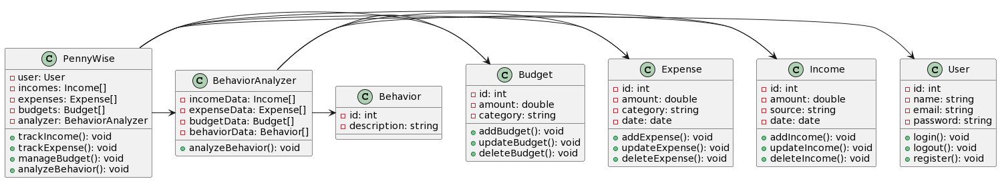 C PennyWise
user: User
incomes: Income[]
expenses: Expense[]
budgets: Budget[]
analyzer: BehaviorAnalyzer
trackIncome(): void
trackExpense(): void
manageBudget(): void
analyzeBehavior(): void
C BehaviorAnalyzer
incomeData: Income[]
expenseData: Expense[]
budgetData: Budget[]
behaviorData: Behavior[]
analyzeBehavior(): void
C Behavior
id: int
description: string
C Budget
id: int
amount: double
category: string
addBudget(): void
updateBudget(): void
deleteBudget(): void
C Expense
id: int
amount: double
category: string
date: date
addExpense(): void
updateExpense(): void
deleteExpense(): void
C Income
id: int
amount: double
source: string
date: date
addIncome(): void
updateIncome(): void
deleteIncome(): void
C User
id: int
name: string
email: string
password: string
login(): void
logout(): void
register(): void